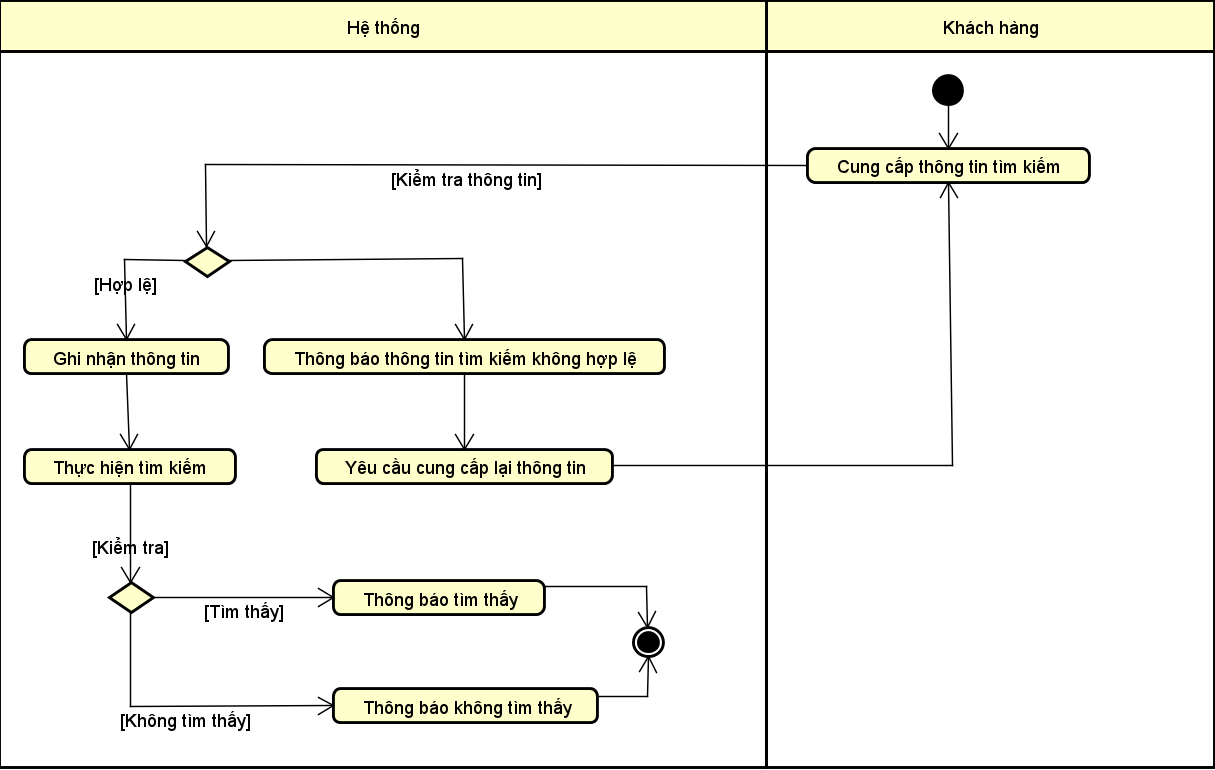 Hệ thống
Khách hàng
Cung cấp thông tin tìm kiếm
[Kiểm tra thông tin]
[Hợp lệ]
Ghi nhận thông tin
Thông báo thông tin tìm kiếm không hợp lệ
Thực hiện tìm kiếm
Yêu cầu cung cấp lại thông tin
[Kiểm tra]
Thông báo tìm thấy
[Tìm thấy]
Thông báo không tìm thấy
[Không tìm thấy]